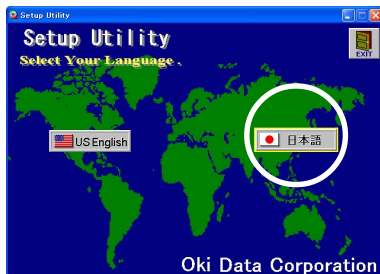 Setup Utility
Setup Utility
EXIT
Select Your Language .
US English
日本語
Oki Data Corporation